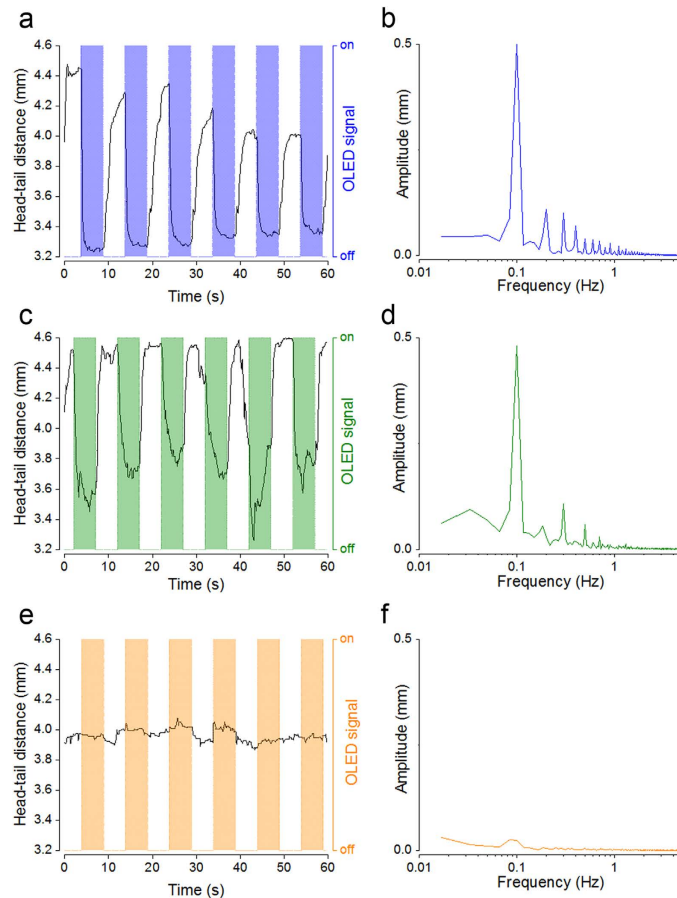 a
b
4.6
4.4
4.2
4.0
3.8
3.6
3.4
3.2
Head-tail distance (mm)
0
10
20
30
40
50
60
Time (s)
on
OLED signal
off
0.5
Amplitude (mm)
0.0
0.01
0.1
1
Frequency (Hz)
c
d
4.6
4.4
4.2
4.0
3.8
3.6
3.4
3.2
Head-tail distance (mm)
0
10
20
30
40
50
60
Time (s)
on
OLED signal
off
0.5
Amplitude (mm)
0.0
0.01
0.1
1
Frequency (Hz)
e
f
4.6
4.4
4.2
4.0
3.8
3.6
3.4
3.2
Head-tail distance (mm)
0
10
20
30
40
50
60
Time (s)
on
OLED signal
off
0.5
Amplitude (mm)
0.0
0.01
0.1
1
Frequency (Hz)